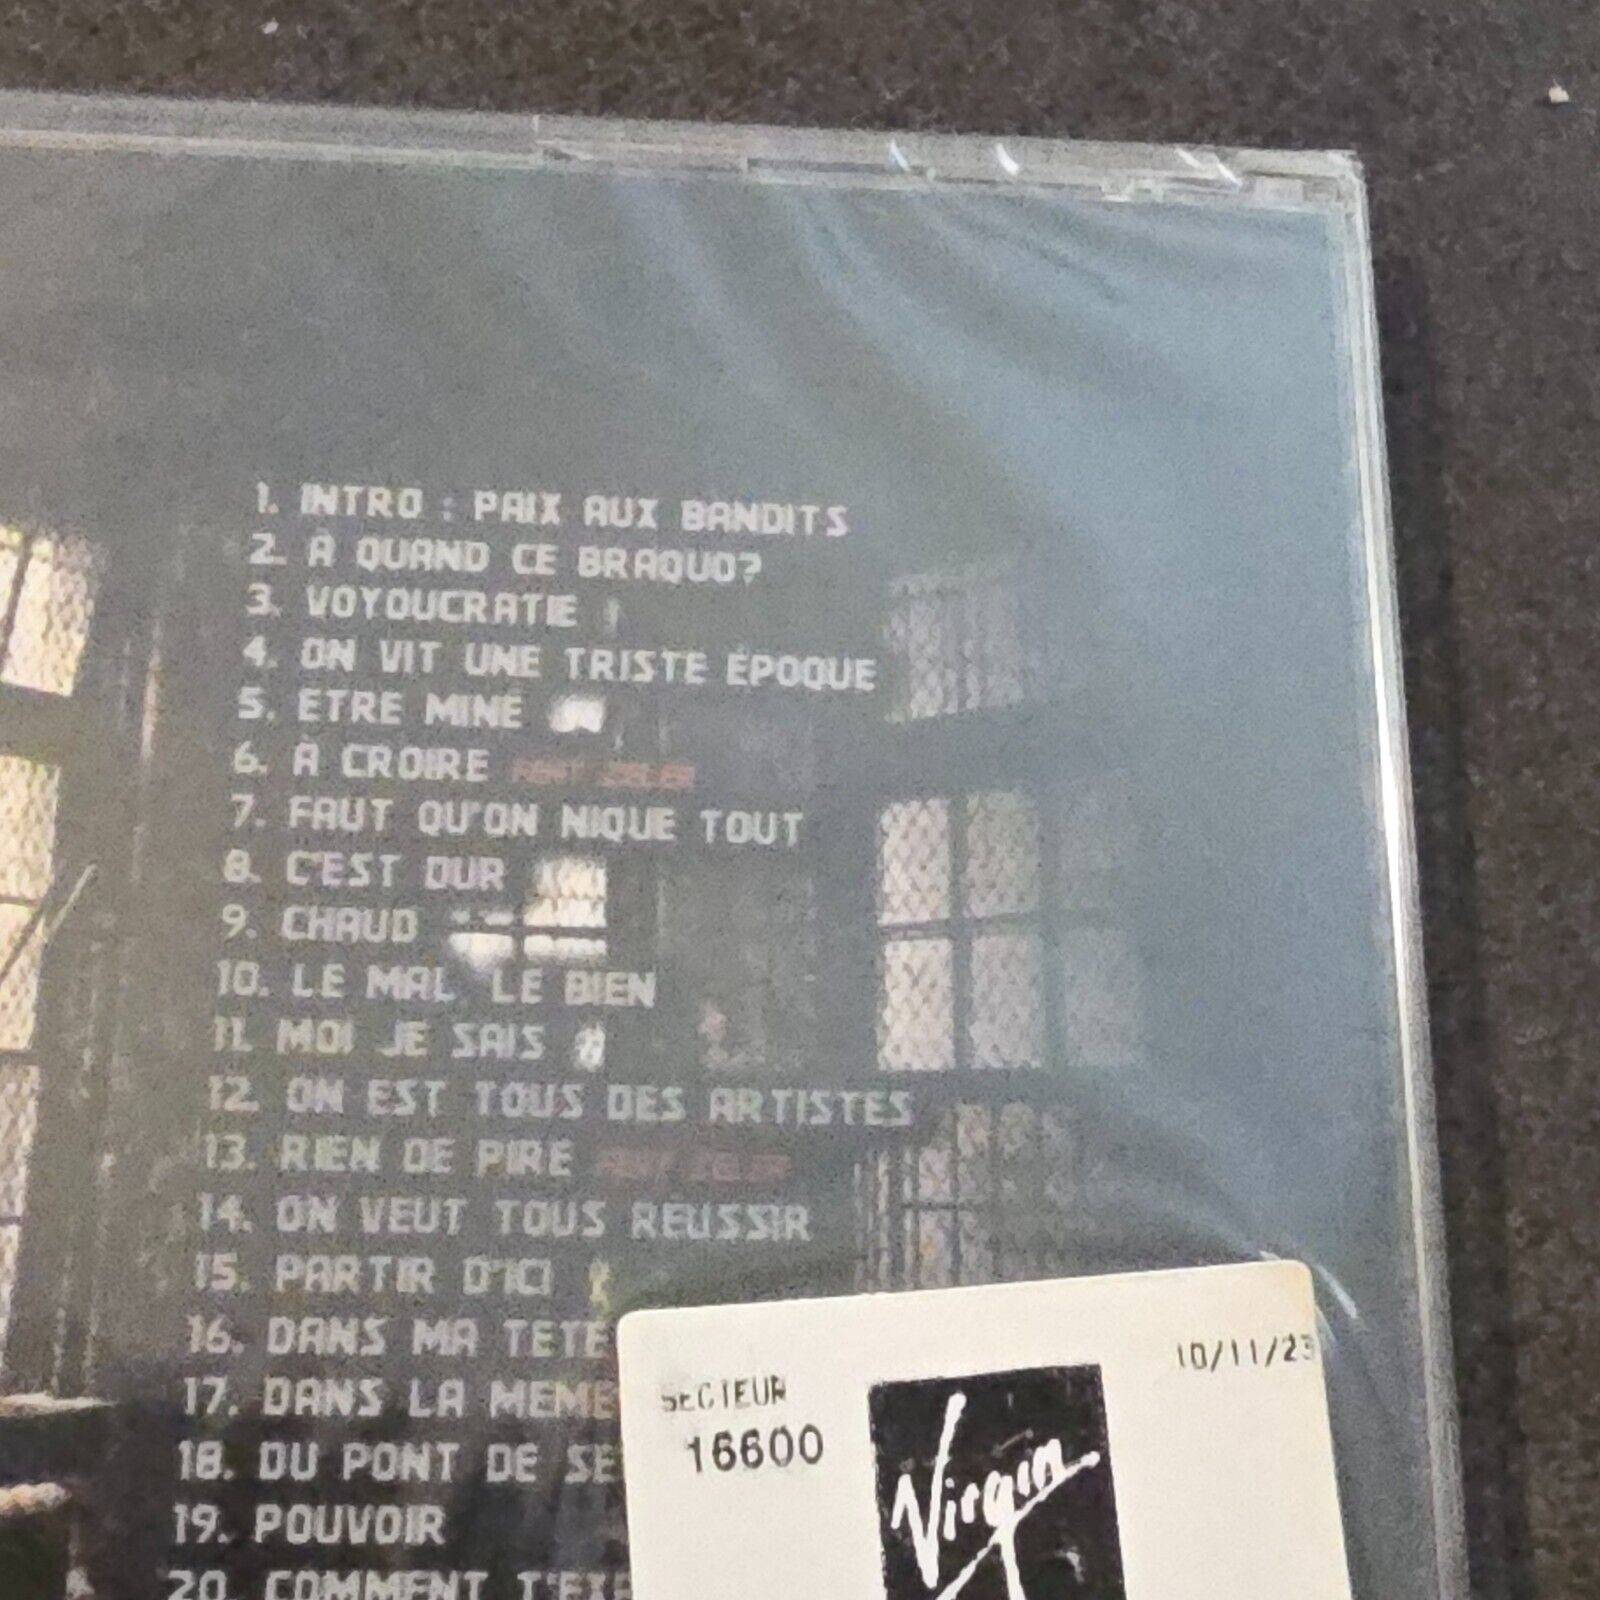 1. INTRO : PAIX AUX BANDITS
2. À QUAND CE BRAQUO?
3. VOYOUCRATIE
4. ON VIT UNE TRISTE ÉPOQUE
5. ETRE MINE
6. À CROIRE
7. FAUT QU'ON NIQUE TOUT
8. C'EST DUR
9. CHAUD
10. LE MAL LE BIEN
11. MOI JE SAIS
12. ON EST TOUS DES ARTISTES
13. RIEN DE PIRE
14. ON VEUT TOUS REUSSIR
15. PARTIR D'ICI
16. DANS MA TETE
17. DANS LA MEME
18. DU PONT DE SE
19. POUVOIR
20. COMMENT T'EXP
SECTEUR
16600
10/11/23
Virgin